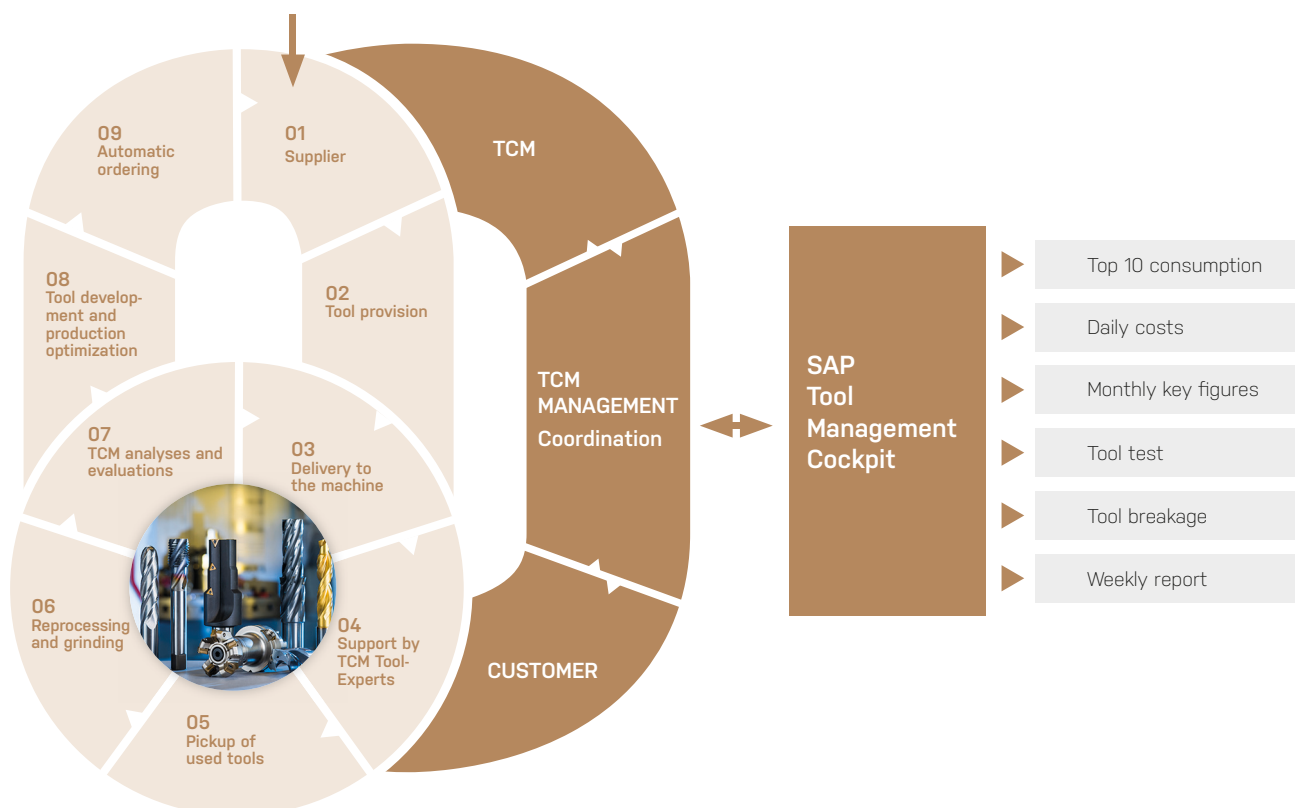 09
Automatic
ordering
01
Supplier
TCM
08
Tool develop-
ment and
production
optimization
02
Tool provision
TCM
MANAGEMENT
Coordination
SAP
Tool
Management
Cockpit
Top 10 consumption
Daily costs
Monthly key figures
Tool test
Tool breakage
Weekly report
07
TCM analyses and
evaluations
03
Delivery to
the machine
06
Reprocessing
and grinding
04
Support by
TCM Tool-
Experts
CUSTOMER
05
Pickup of
used tools